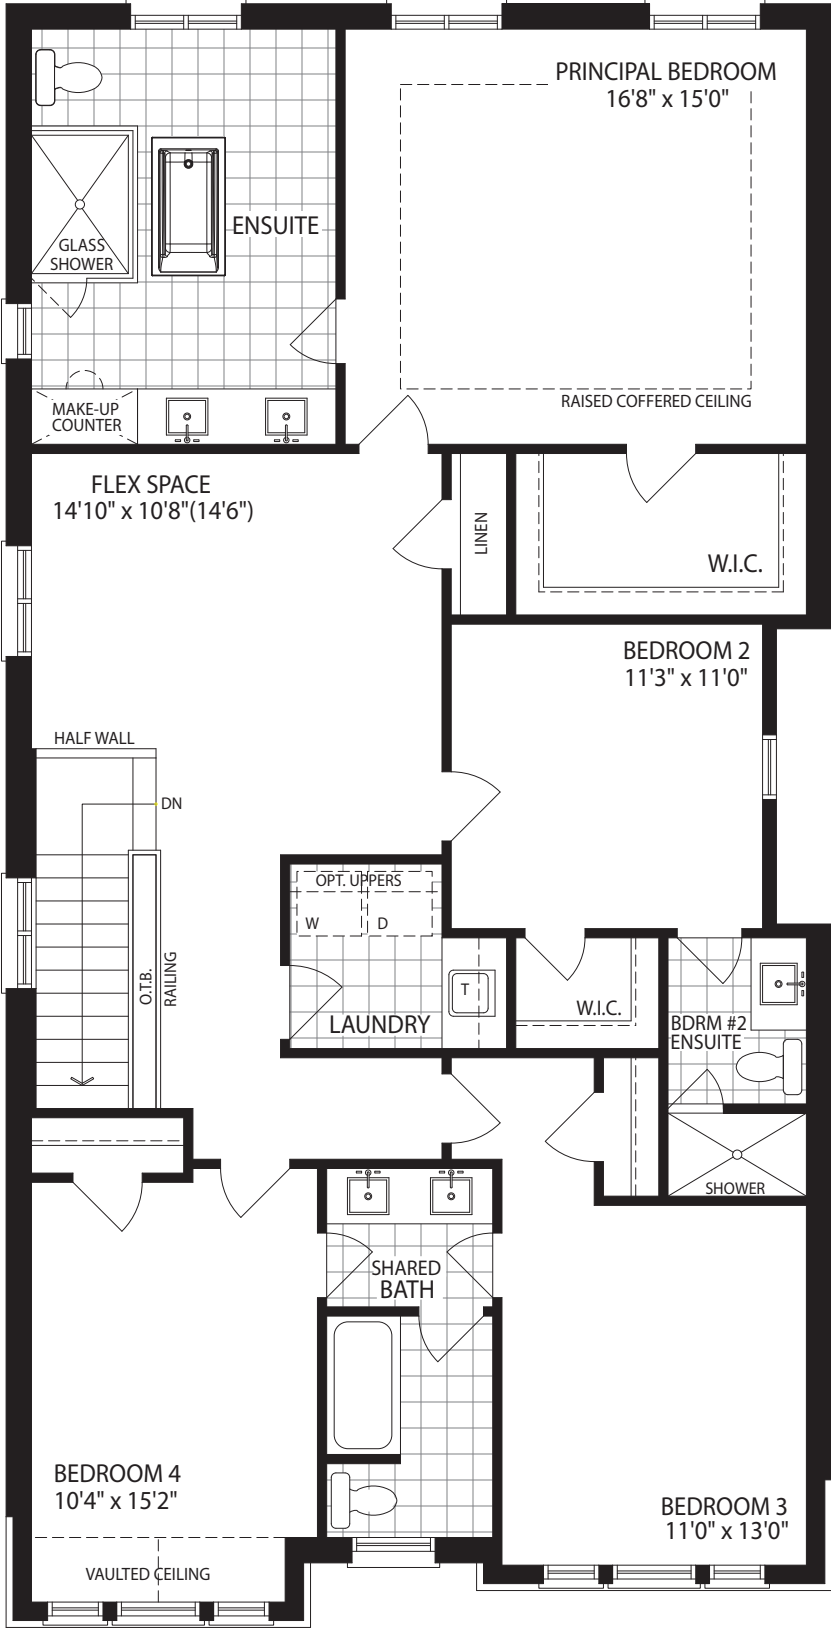 PRINCIPAL BEDROOM
16'8" x 15'0"
ENSUITE
GLASS
SHOWER
MAKE-UP
COUNTER
RAISED COFFERED CEILING
FLEX SPACE
14'10" x 10'8"(14'6")
LINEN
W.I.C.
BEDROOM 2
11'3" x 11'0"
HALF WALL
DN
OPT. UPPERS
W
D
O.T.B.
RAILING
T
LAUNDRY
W.I.C.
BDRM #2
ENSUITE
SHOWER
SHARED
BATH
BEDROOM 4
10'4" x 15'2"
BEDROOM 3
11'0" x 13'0"
VAULTED CEILING